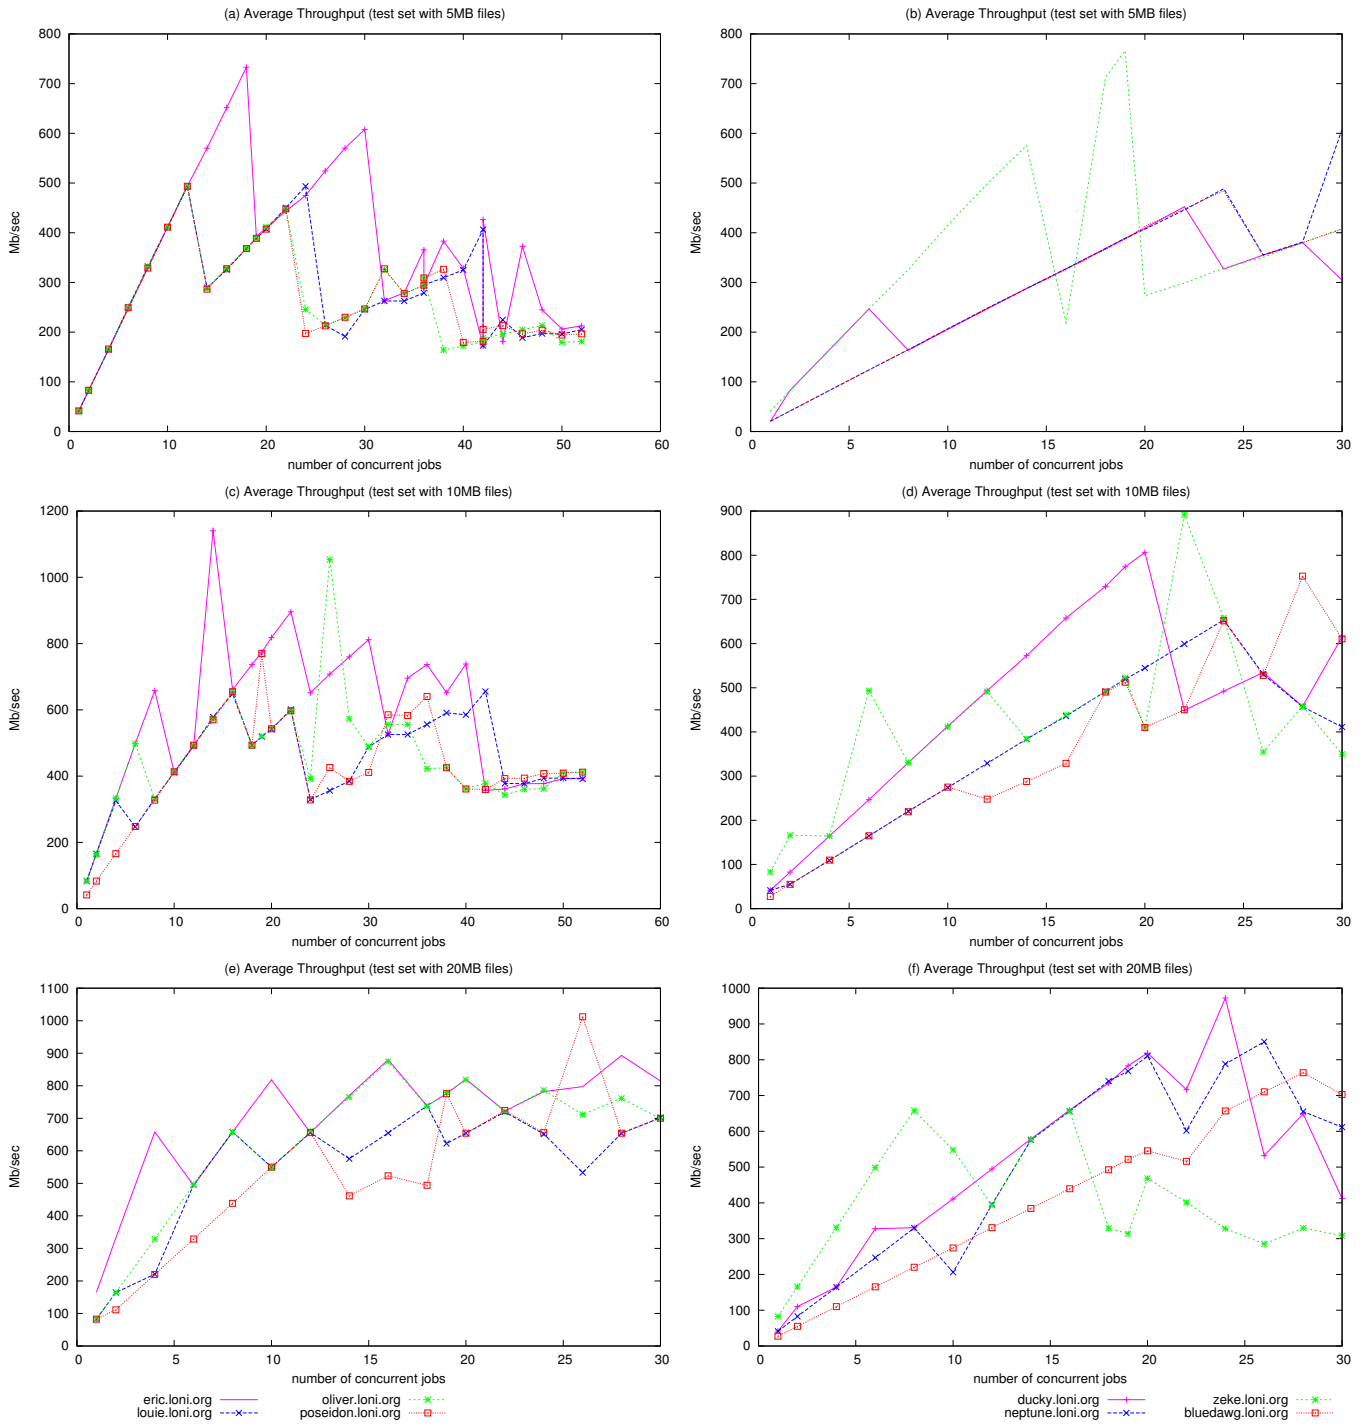 (a) Average Throughput (test set with 5MB files)
800
700
600
500
400
300
200
100
0
Mb/sec
0 10 20 30 40 50 60
number of concurrent jobs
(b) Average Throughput (test set with 5MB files)
800
700
600
500
400
300
200
100
0
Mb/sec
0 5 10 15 20 25 30
number of concurrent jobs
(c) Average Throughput (test set with 10MB files)
1200
1000
800
600
400
200
0
Mb/sec
0 10 20 30 40 50 60
number of concurrent jobs
(d) Average Throughput (test set with 10MB files)
900
800
700
600
500
400
300
200
100
0
Mb/sec
0 5 10 15 20 25 30
number of concurrent jobs
(e) Average Throughput (test set with 20MB files)
1100
1000
900
800
700
600
500
400
300
200
100
0
Mb/sec
0 5 10 15 20 25 30
number of concurrent jobs
eric.loni.org
louie.loni.org
oliver.loni.org
poseidon.loni.org
(f) Average Throughput (test set with 20MB files)
1000
900
800
700
600
500
400
300
200
100
0
Mb/sec
0 5 10 15 20 25 30
number of concurrent jobs
ducky.loni.org
neptune.loni.org
zeke.loni.org
bluedawg.loni.org